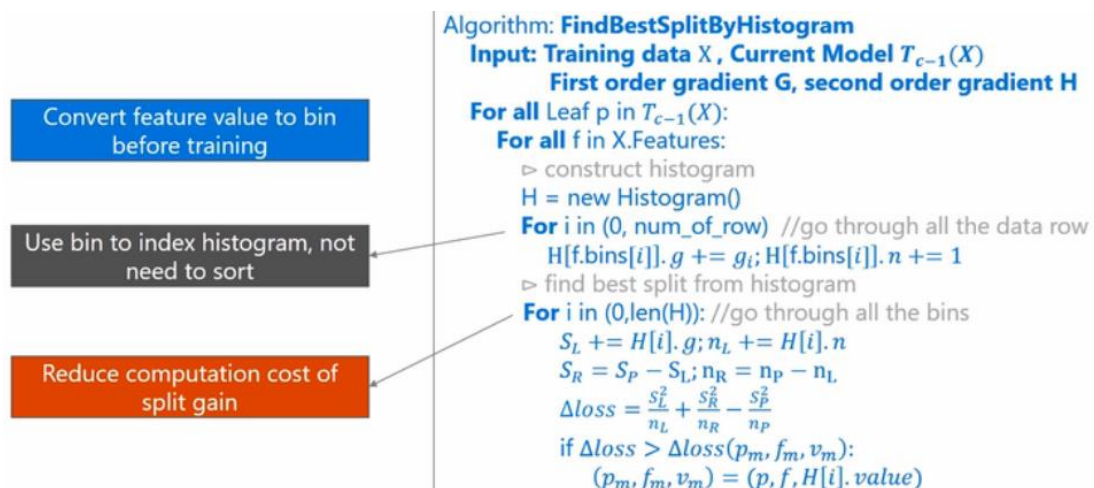 Convert feature value to bin
before training
Use bin to index histogram, not
need to sort
Reduce computation cost of
split gain
Algorithm: FindBestSplitByHistogram
Input: Training data X , Current Model T_{c−1}(X)
First order gradient G, second order gradient H
For all Leaf p in T_{c−1}(X):
For all f in X.Features:
▷ construct histogram
H = new Histogram()
For i in (0, num_of_row) //go through all the data row
H[f.bins[i]].g += g_i; H[f.bins[i]].n += 1
▷ find best split from histogram
For i in (0,len(H)): //go through all the bins
S_L += H[i].g; n_L += H[i].n
S_R = S_P − S_L; n_R = n_P − n_L
Δloss = S_L^2/n_L + S_R^2/n_R − S_P^2/n_P
if Δloss > Δloss(p_m, f_m, v_m):
(p_m, f_m, v_m) = (p, f, H[i].value)